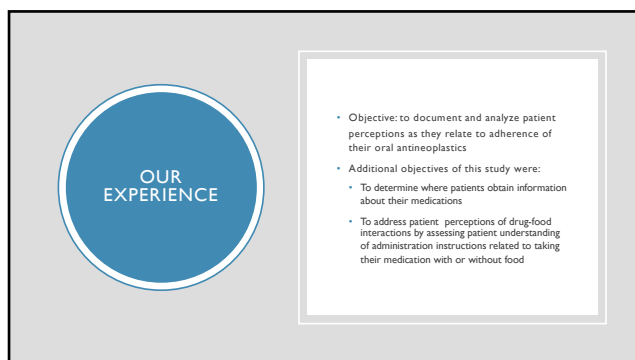 OUR
EXPERIENCE
• Objective: to document and analyze patient
perceptions as they relate to adherence of
their oral antineoplastics
• Additional objectives of this study were:
• To determine where patients obtain information
about their medications
• To address patient perceptions of drug-food
interactions by assessing patient understanding
of administration instructions related to taking
their medication with or without food